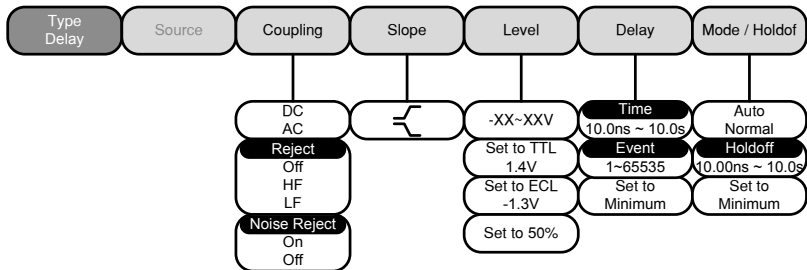 Type
Delay
Source
Coupling
Slope
Level
Delay
Mode / Holdof
DC
AC
Reject
Off
HF
LF
Noise Reject
On
Off
-XX~XXV
Set to TTL
1.4V
Set to ECL
-1.3V
Set to 50%
Time
10.0ns ~ 10.0s
Event
1~65535
Set to
Minimum
Auto
Normal
Holdoff
10.00ns ~ 10.0s
Set to
Minimum